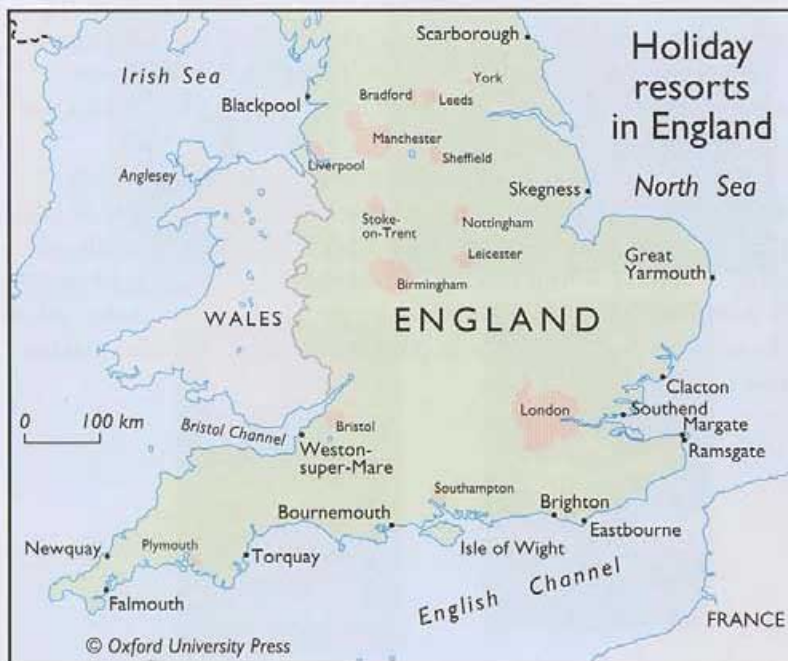 Holiday
resorts
in England
Scarborough
Irish Sea
York
Blackpool
Bradford
Leeds
Manchester
Liverpool
Sheffield
Anglesey
Skegness
North Sea
Stoke-
on-Trent
Nottingham
Leicester
Great
Yarmouth
Birmingham
WALES
ENGLAND
Clacton
0 100 km
London
Southend
Bristol Channel
Bristol
Margate
Weston-
super-Mare
Ramsgate
Southampton
Bournemouth
Brighton
Eastbourne
Newquay
Plymouth
Torquay
Isle of Wight
English Channel
Falmouth
FRANCE
© Oxford University Press